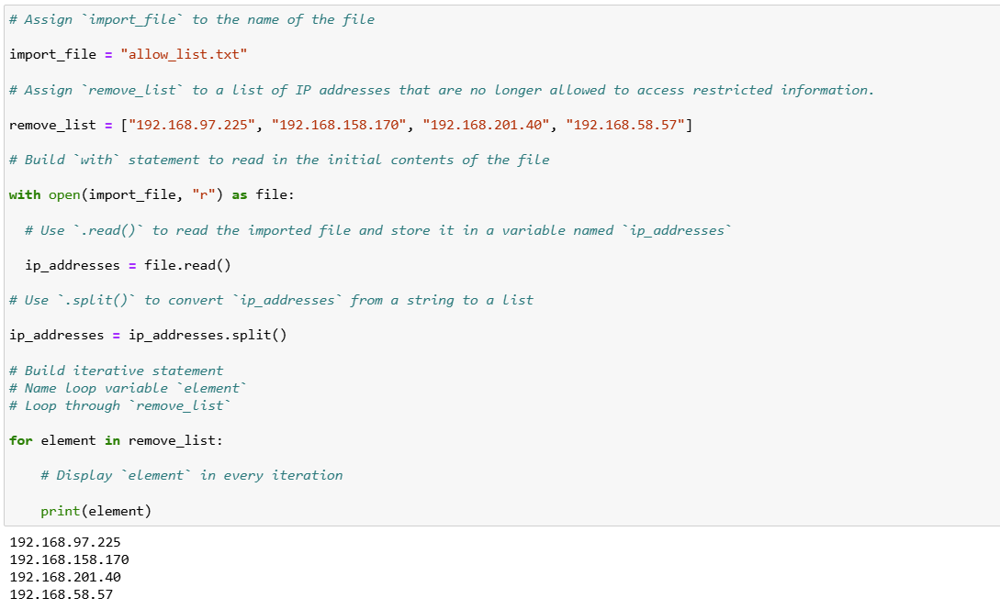 # Assign `import_file` to the name of the file
import_file = "allow_list.txt"
# Assign `remove_list` to a list of IP addresses that are no longer allowed to access restricted information.
remove_list = ["192.168.97.225", "192.168.158.170", "192.168.201.40", "192.168.58.57"]
# Build `with` statement to read in the initial contents of the file
with open(import_file, "r") as file:
  # Use `.read()` to read the imported file and store it in a variable named `ip_addresses`
  ip_addresses = file.read()
# Use `.split()` to convert `ip_addresses` from a string to a list
ip_addresses = ip_addresses.split()
# Build iterative statement
# Name loop variable `element`
# Loop through `remove_list`
for element in remove_list:
    # Display `element` in every iteration
    print(element)
192.168.97.225
192.168.158.170
192.168.201.40
192.168.58.57